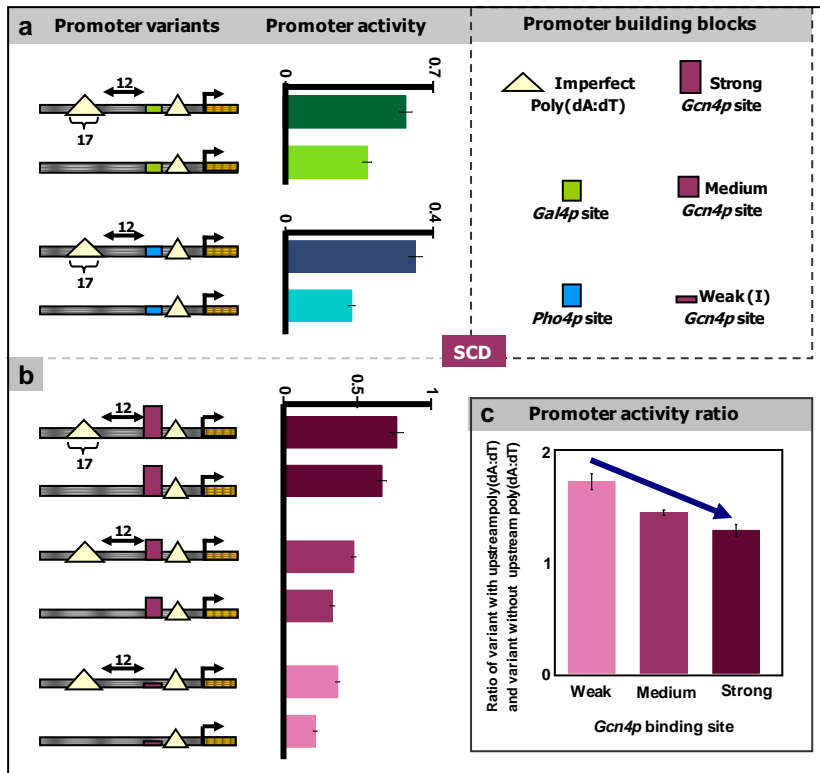 a
Promoter variants
Promoter activity
Promoter building blocks
12
17
0
0.7
12
17
0
0.4
Imperfect
Poly(dA:dT)
Strong
Gcn4p site
Gal4p site
Medium
Gcn4p site
Pho4p site
Weak (I)
Gcn4p site
SCD
b
12
17
12
12
0
0.5
1
c
Promoter activity ratio
Ratio of variant with upstream poly(dA:dT)
and variant without upstream poly(dA:dT)
2
1
0
Weak
Medium
Strong
Gcn4p binding site